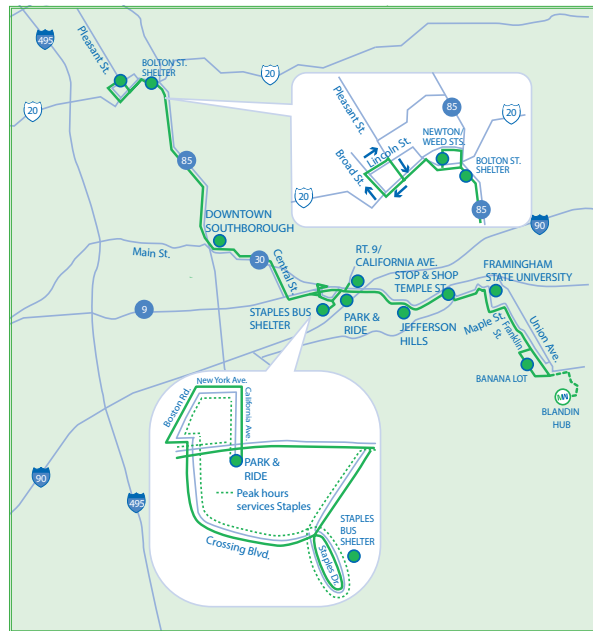 495
Pleasant St.
BOLTON ST.
SHELTER
20
20
85
Pleasant St.
85
20
NEWTON/
WEED STS.
Lincoln St.
Broad St.
BOLTON ST.
SHELTER
20
85
90
DOWNTOWN
SOUTHBOROUGH
Main St.
30
Central St.
RT. 9/
CALIFORNIA AVE.
STOP & SHOP
TEMPLE ST.
FRAMINGHAM
STATE UNIVERSITY
9
STAPLES BUS
SHELTER
PARK &
RIDE
JEFFERSON
HILLS
Maple St.
Franklin
St.
Union Ave.
BANANA LOT
BLANDIN
HUB
New York Ave.
Boston Rd.
California Ave.
PARK &
RIDE
Peak hours
services Staples
Crossing Blvd.
Staples Dr.
STAPLES
BUS
SHELTER
90
495